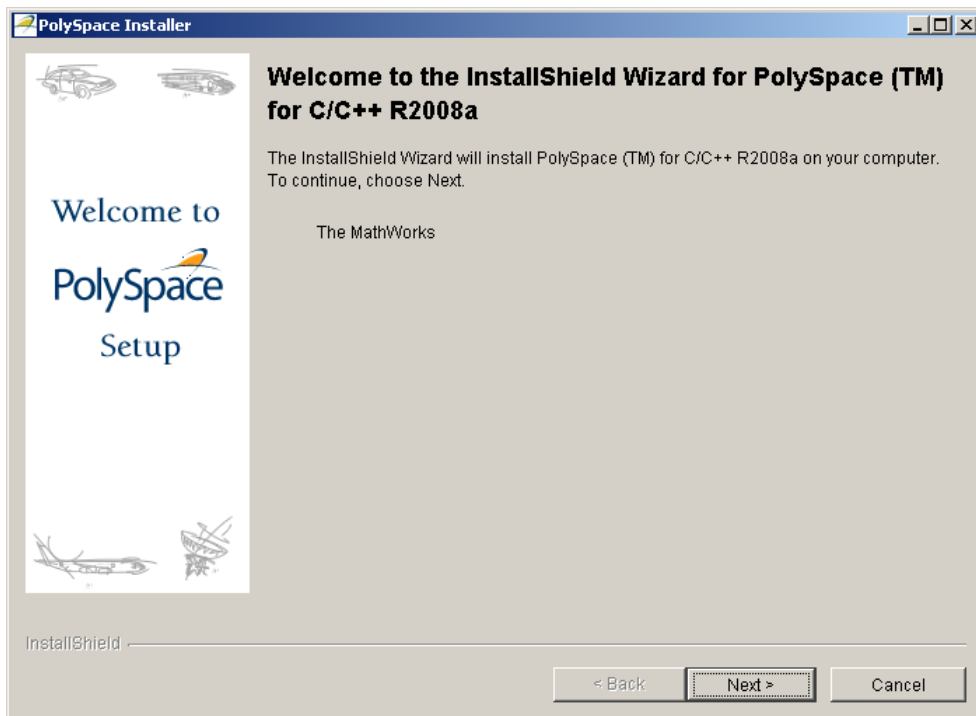 PolySpace Installer
Welcome to
PolySpace
Setup
Welcome to the InstallShield Wizard for PolySpace (TM)
for C/C++ R2008a
The InstallShield Wizard will install PolySpace (TM) for C/C++ R2008a on your computer.
To continue, choose Next.
The MathWorks
InstallShield
< Back
Next >
Cancel